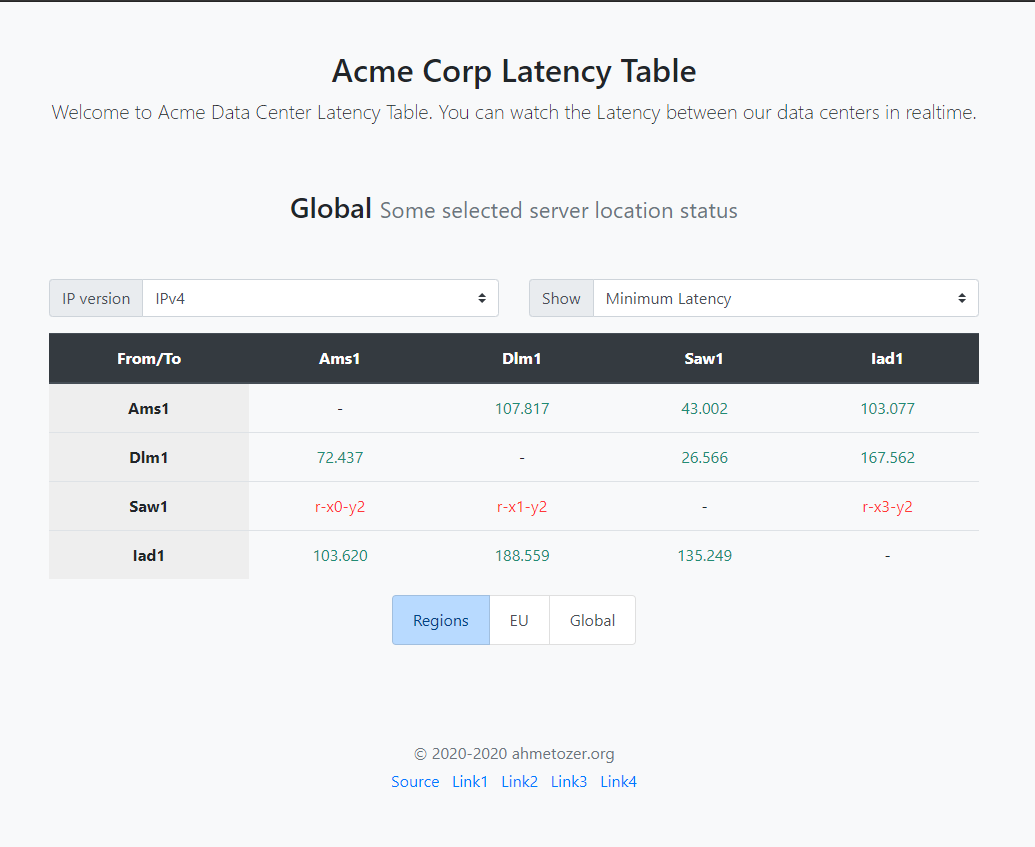 Acme Corp Latency Table
Welcome to Acme Data Center Latency Table. You can watch the Latency between our data centers in realtime.
Global Some selected server location status
IP version IPv4 Show Minimum Latency
From/To Ams1 Dlm1 Saw1 Iad1
Ams1 - 107.817 43.002 103.077
Dlm1 72.437 - 26.566 167.562
Saw1 r-x0-y2 r-x1-y2 - r-x3-y2
Iad1 103.620 188.559 135.249 -
Regions EU Global
© 2020-2020 ahmetozer.org
Source Link1 Link2 Link3 Link4